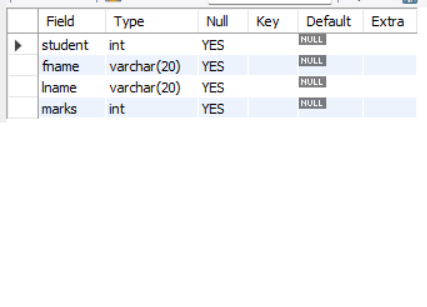 Field Type Null Key Default Extra
student int YES NULL
fname varchar(20) YES NULL
lname varchar(20) YES NULL
marks int YES NULL